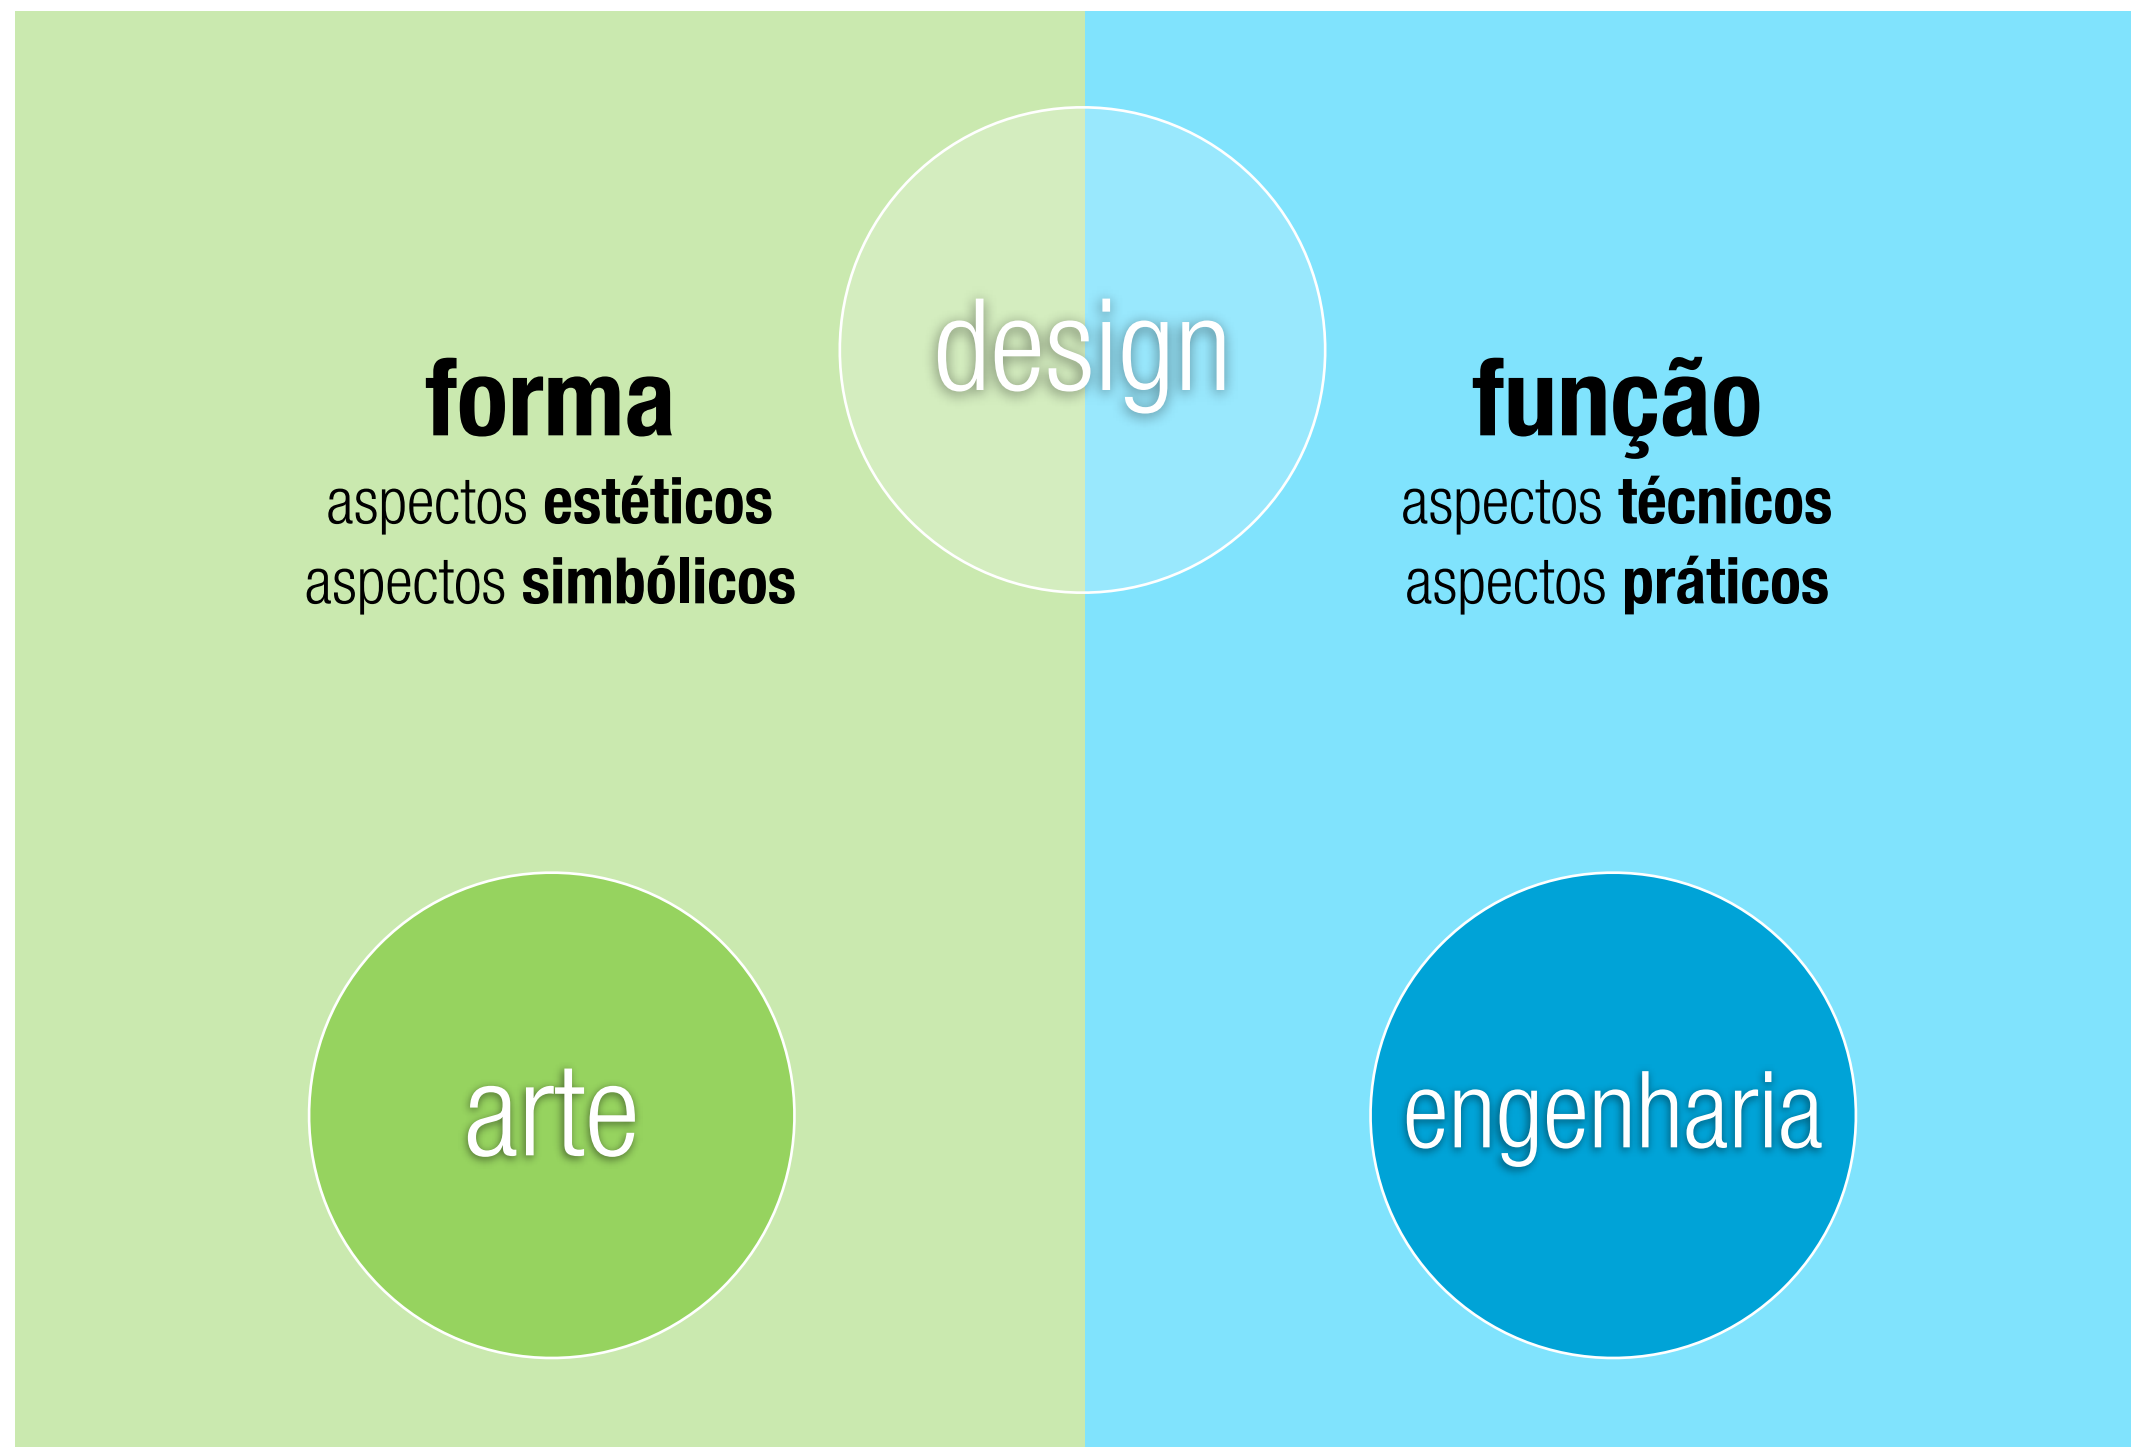 design
forma
aspectos estéticos
aspectos simbólicos
função
aspectos técnicos
aspectos práticos
arte
engenharia